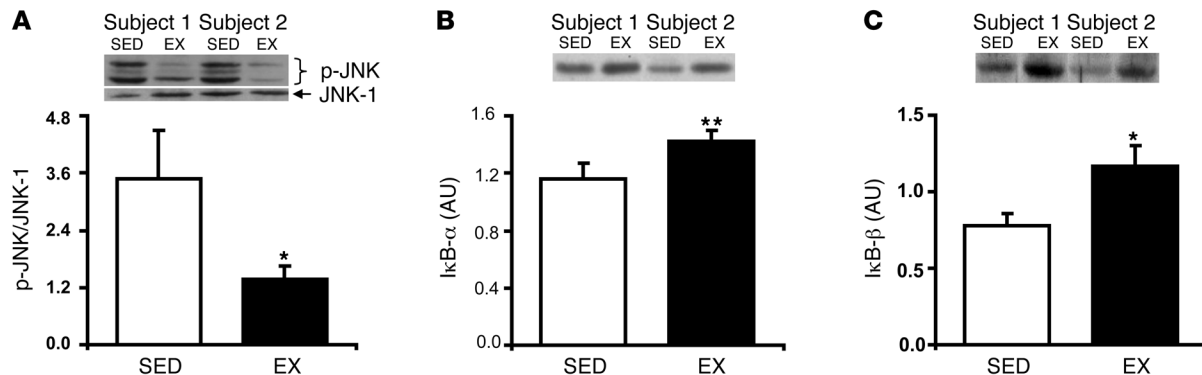 A
Subject 1 Subject 2
SED EX SED EX
p-JNK
JNK-1
4.8
3.6
2.4
1.2
0.0
p-JNK/JNK-1
*
SED EX
B
Subject 1 Subject 2
SED EX SED EX
1.6
1.2
0.8
0.4
0.0
IκB-α (AU)
**
SED EX
C
Subject 1 Subject 2
SED EX SED EX
1.5
1.0
0.5
0.0
IκB-β (AU)
*
SED EX